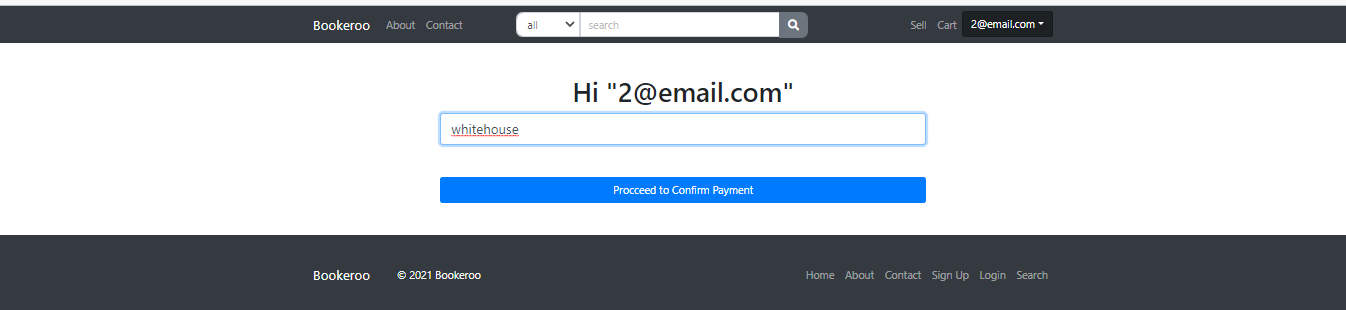 Bookeroo About Contact all search Sell Cart 2@email.com
Hi "2@email.com"
whitehouse
Procceed to Confirm Payment
Bookeroo © 2021 Bookeroo Home About Contact Sign Up Login Search